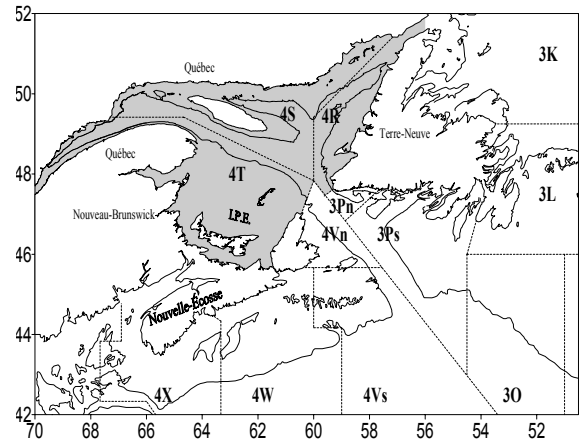 52
50
48
46
44
42
70
68
66
64
62
60
58
56
54
52
Québec
3K
4S
4R
Terre-Neuve
Québec
4T
3L
I.P.E.
3Pn
Nouveau-Brunswick
4Vn
3Ps
Nouvelle-Écosse
4X
4W
4Vs
3O